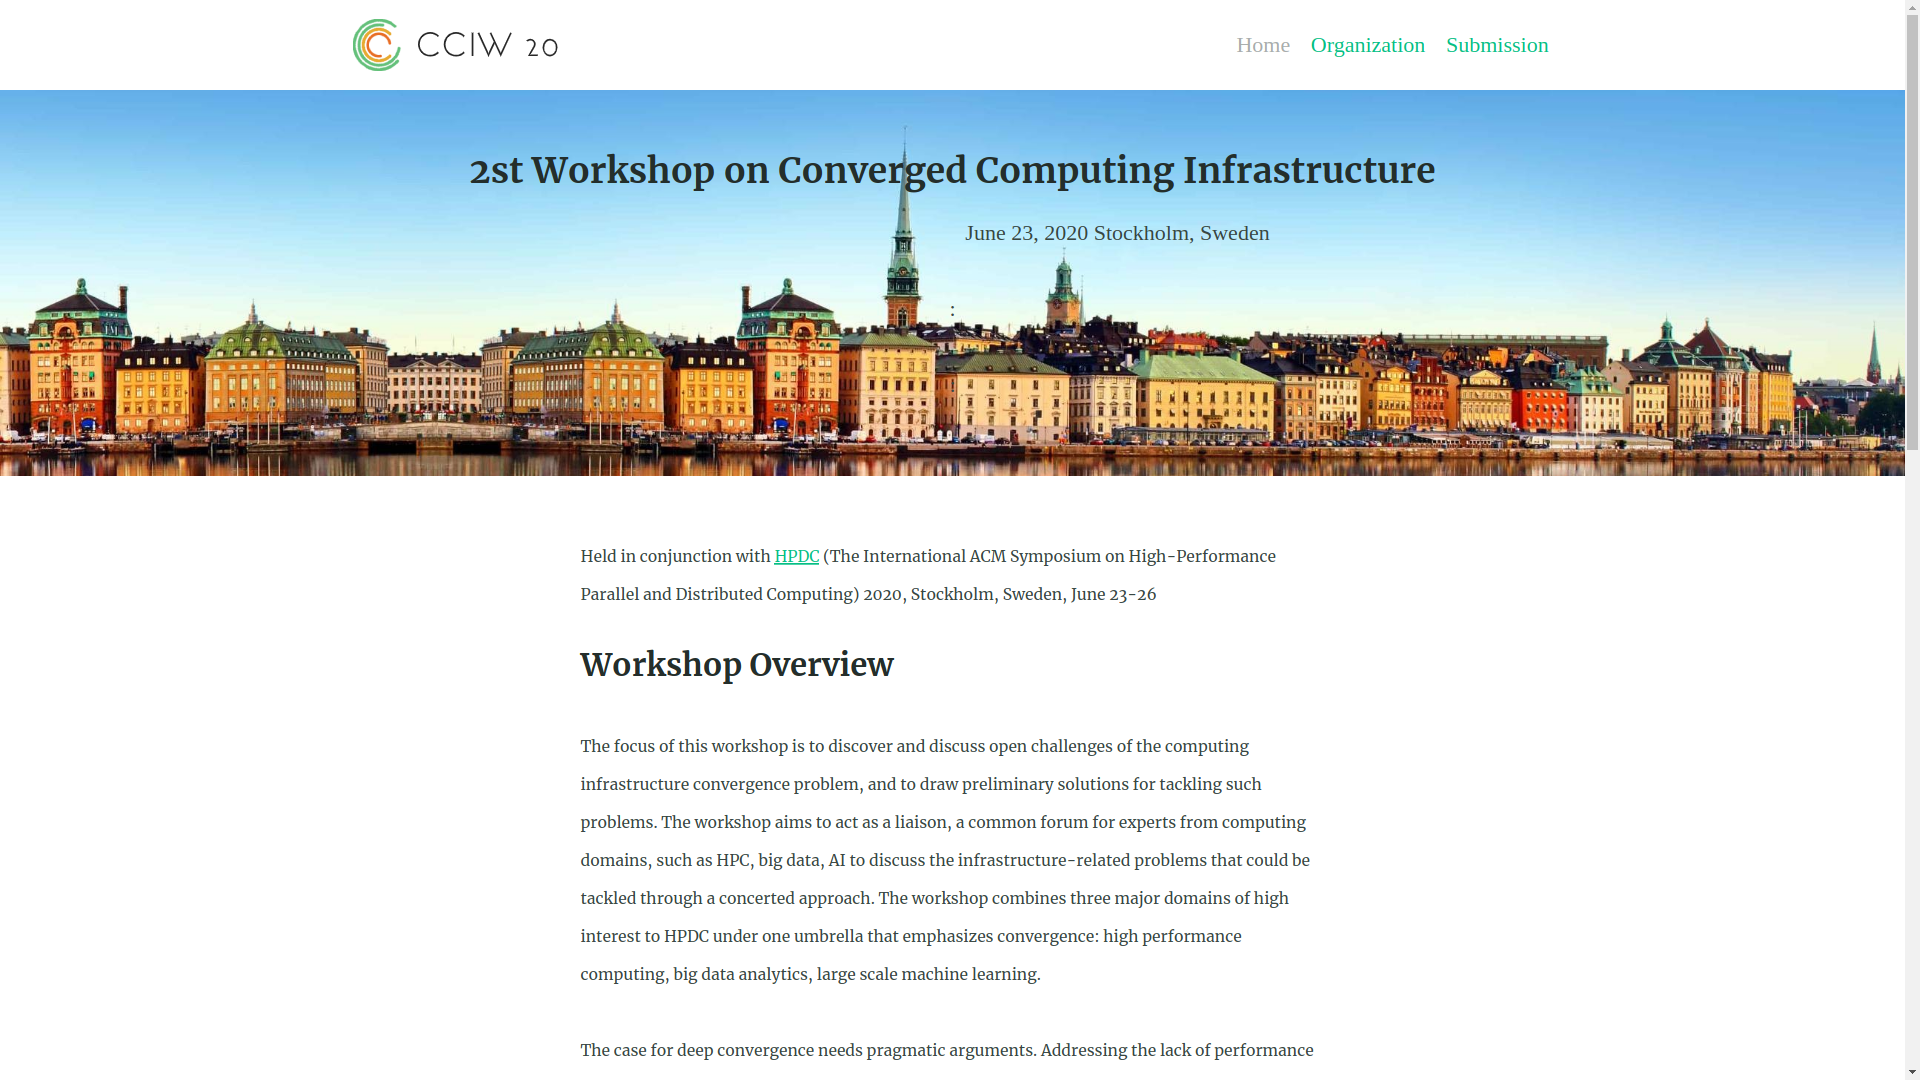 CCIW 20
Home Organization Submission
2st Workshop on Converged Computing Infrastructure
June 23, 2020 Stockholm, Sweden
Held in conjunction with HPDC (The International ACM Symposium on High-Performance
Parallel and Distributed Computing) 2020, Stockholm, Sweden, June 23-26
Workshop Overview
The focus of this workshop is to discover and discuss open challenges of the computing
infrastructure convergence problem, and to draw preliminary solutions for tackling such
problems. The workshop aims to act as a liaison, a common forum for experts from computing
domains, such as HPC, big data, AI to discuss the infrastructure-related problems that could be
tackled through a concerted approach. The workshop combines three major domains of high
interest to HPDC under one umbrella that emphasizes convergence: high performance
computing, big data analytics, large scale machine learning.
The case for deep convergence needs pragmatic arguments. Addressing the lack of performance